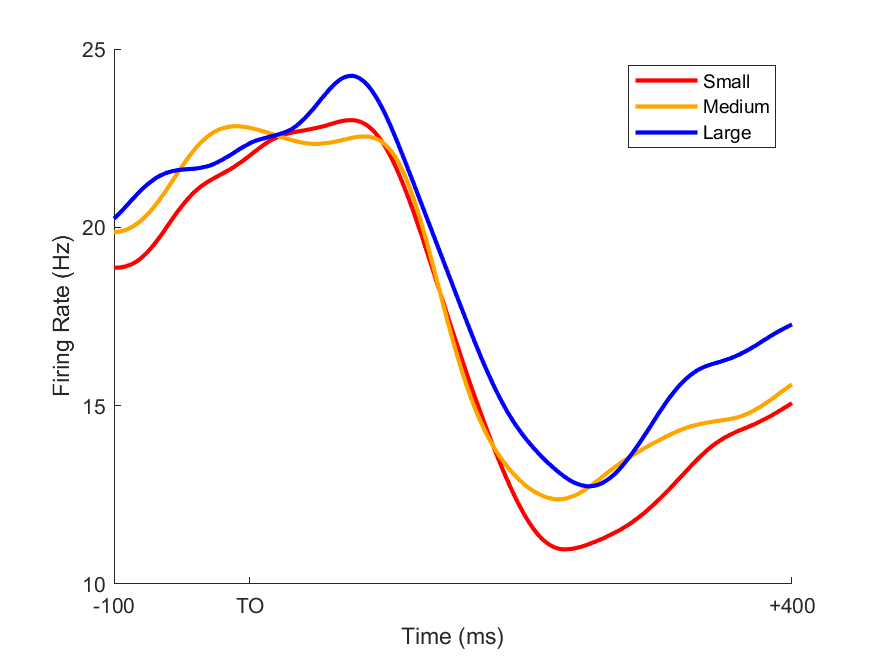 25
Small
Medium
Large
20
Firing Rate (Hz)
15
10
-100 TO +400
Time (ms)